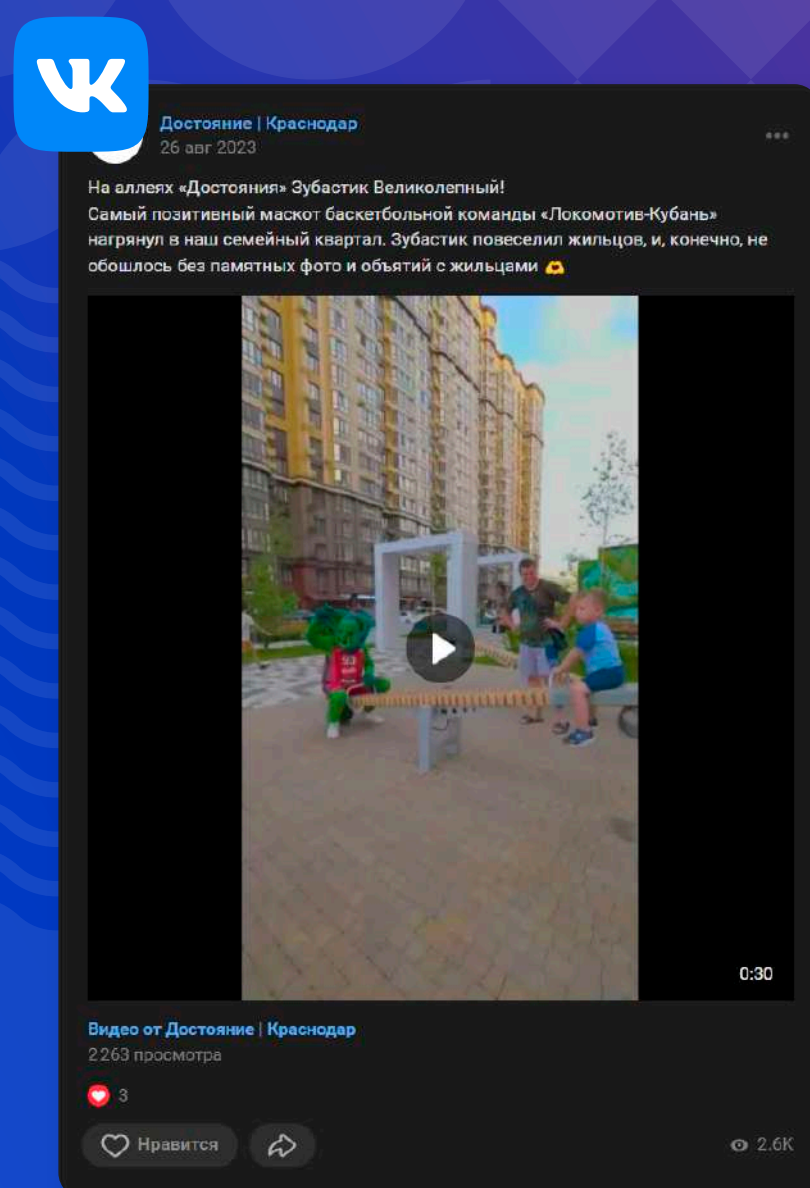 VK
Достояние | Краснодар
26 авг 2023
На аллеях «Достояния» Зубастик Великолепный!
Самый позитивный маскот баскетбольной команды «Локомотив-Кубань»
нагрянул в наш семейный квартал. Зубастик повеселил жильцов, и, конечно, не
обошлось без памятных фото и объятий с жильцами 🫶
93
0:30
Видео от Достояние | Краснодар
2 263 просмотра
3
Нравится
2.6K